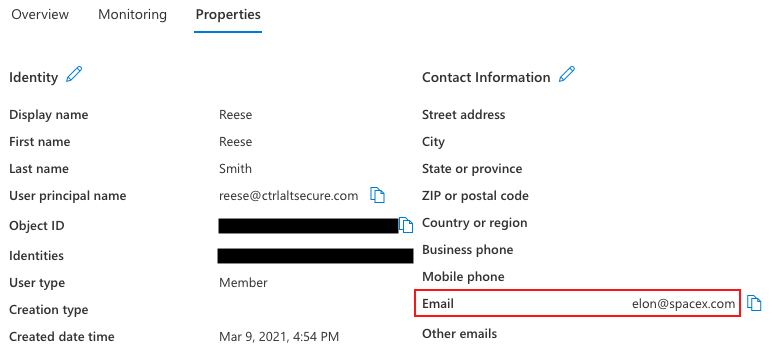 Overview Monitoring Properties
Identity
Display name Reese
First name Reese
Last name Smith
User principal name reese@ctrlaltsecure.com
Object ID
Identities
User type Member
Creation type
Created date time Mar 9, 2021, 4:54 PM
Contact Information
Street address
City
State or province
ZIP or postal code
Country or region
Business phone
Mobile phone
Email elon@spacex.com
Other emails